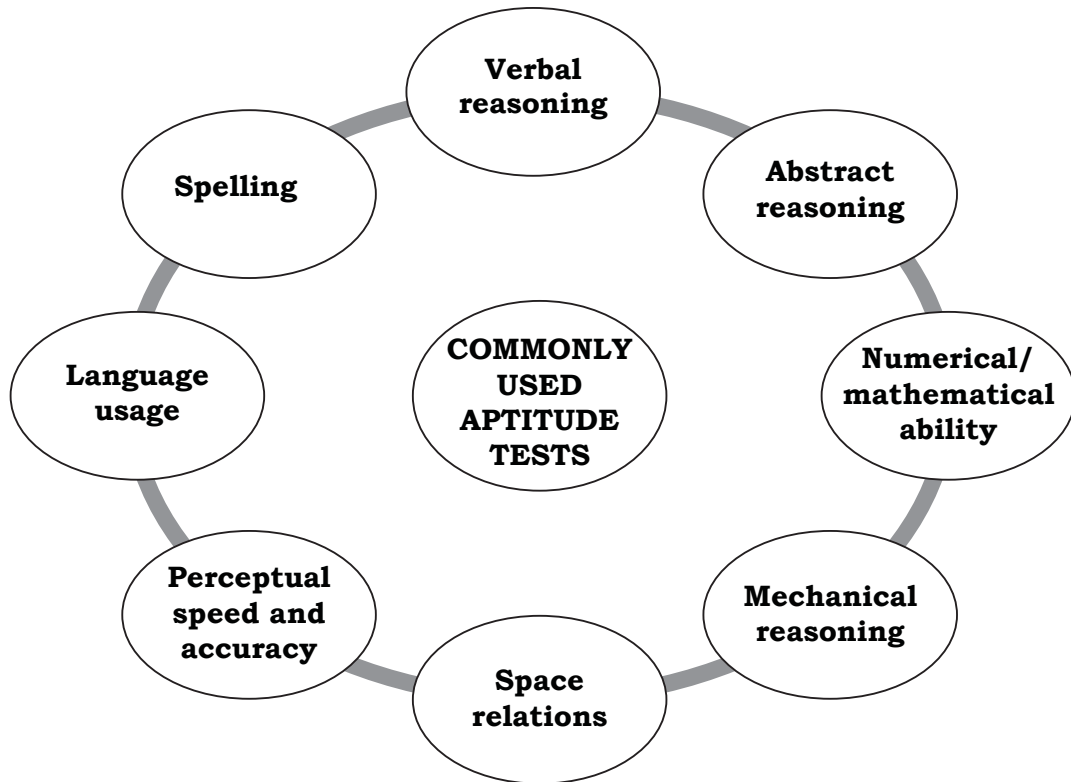 Verbal
reasoning
Abstract
reasoning
Numerical/
mathematical
ability
Mechanical
reasoning
Space
relations
Perceptual
speed and
accuracy
Language
usage
Spelling
COMMONLY
USED
APTITUDE
TESTS